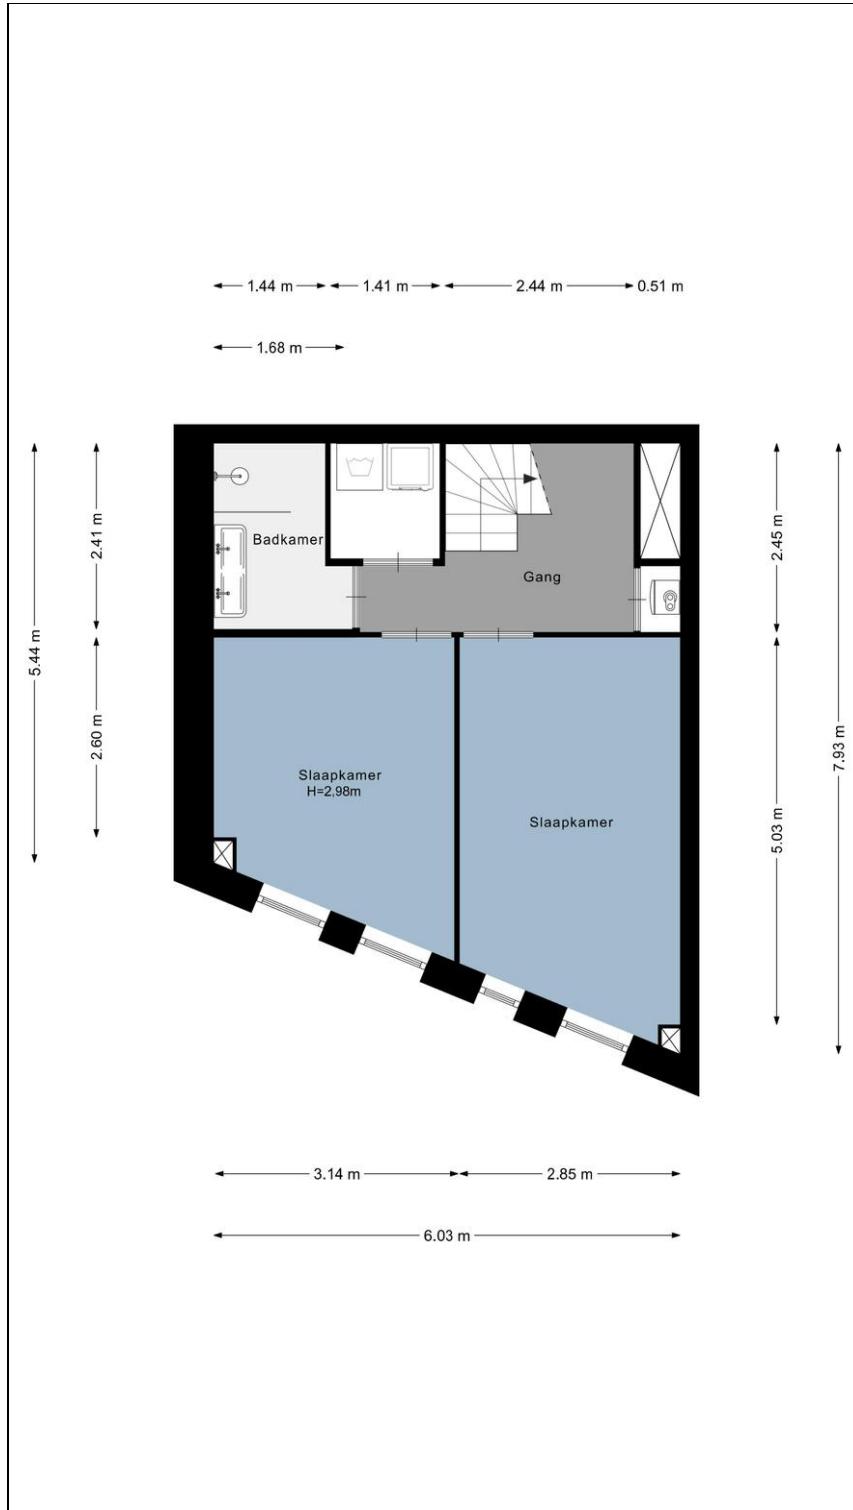 1.44 m
1.41 m
2.44 m
0.51 m
1.68 m
5.44 m
2.41 m
2.60 m
Badkamer
Gang
Slaapkamer
H=2,98m
Slaapkamer
2.45 m
5.03 m
7.93 m
3.14 m
2.85 m
6.03 m